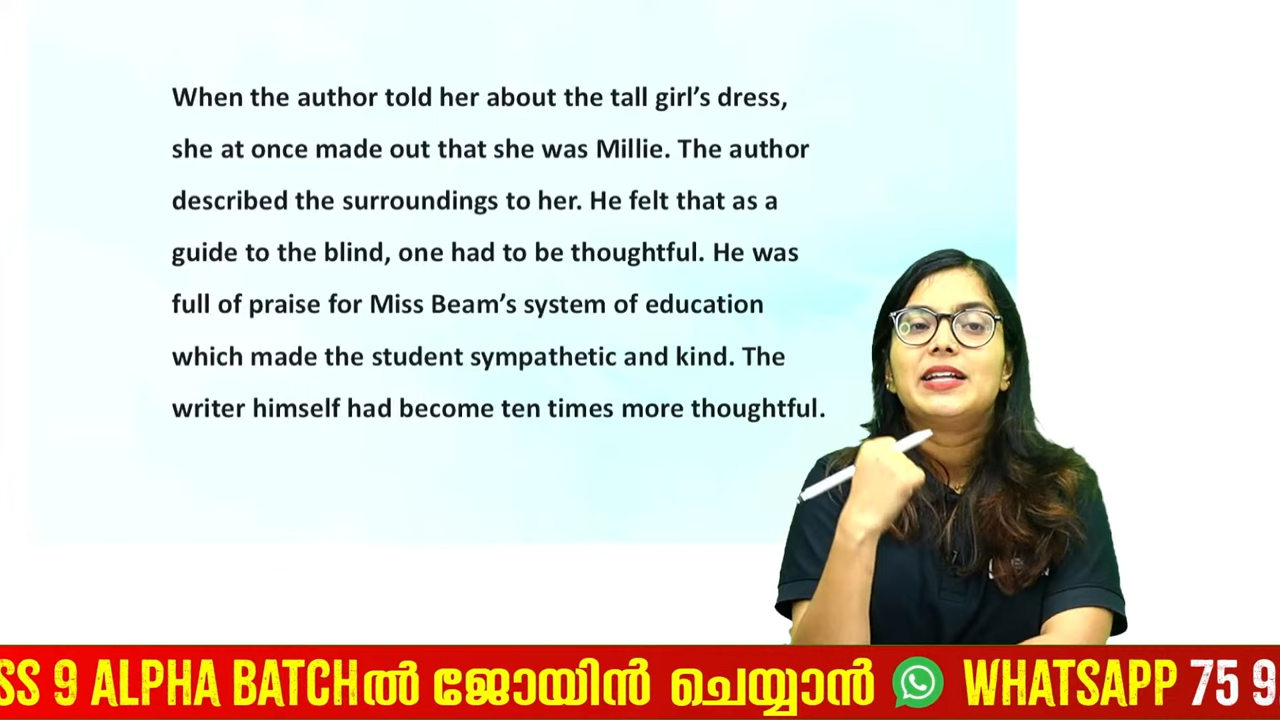 When the author told her about the tall girl’s dress,
she at once made out that she was Millie. The author
described the surroundings to her. He felt that as a
guide to the blind, one had to be thoughtful. He was
full of praise for Miss Beam’s system of education
which made the student sympathetic and kind. The
writer himself had become ten times more thoughtful.
SS 9 ALPHA BATCHൽ ജോയിൻ ചെയ്യാൻ WHATSAPP 75 9